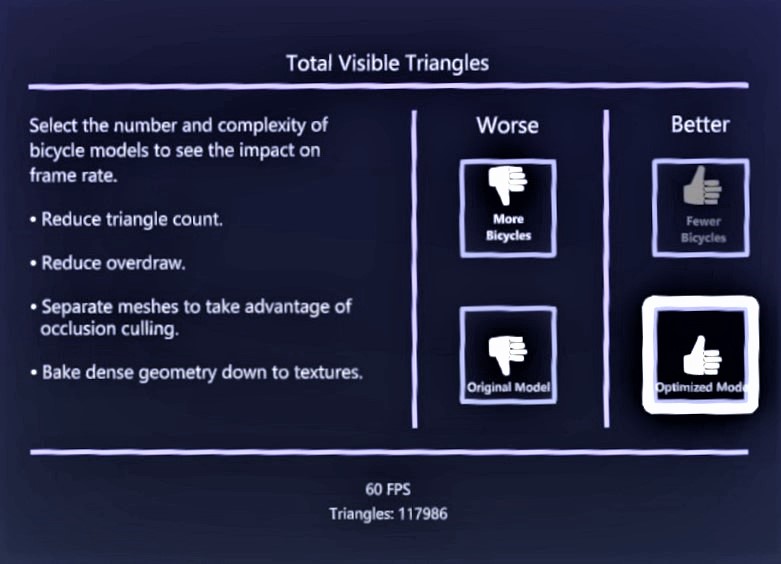 Total Visible Triangles
Select the number and complexity of
bicycle models to see the impact on
frame rate.
• Reduce triangle count.
• Reduce overdraw.
• Separate meshes to take advantage of
occlusion culling.
• Bake dense geometry down to textures.
Worse
Better
More
Bicycles
Fewer
Bicycles
Original Model
Optimized Mode
60 FPS
Triangles: 117986